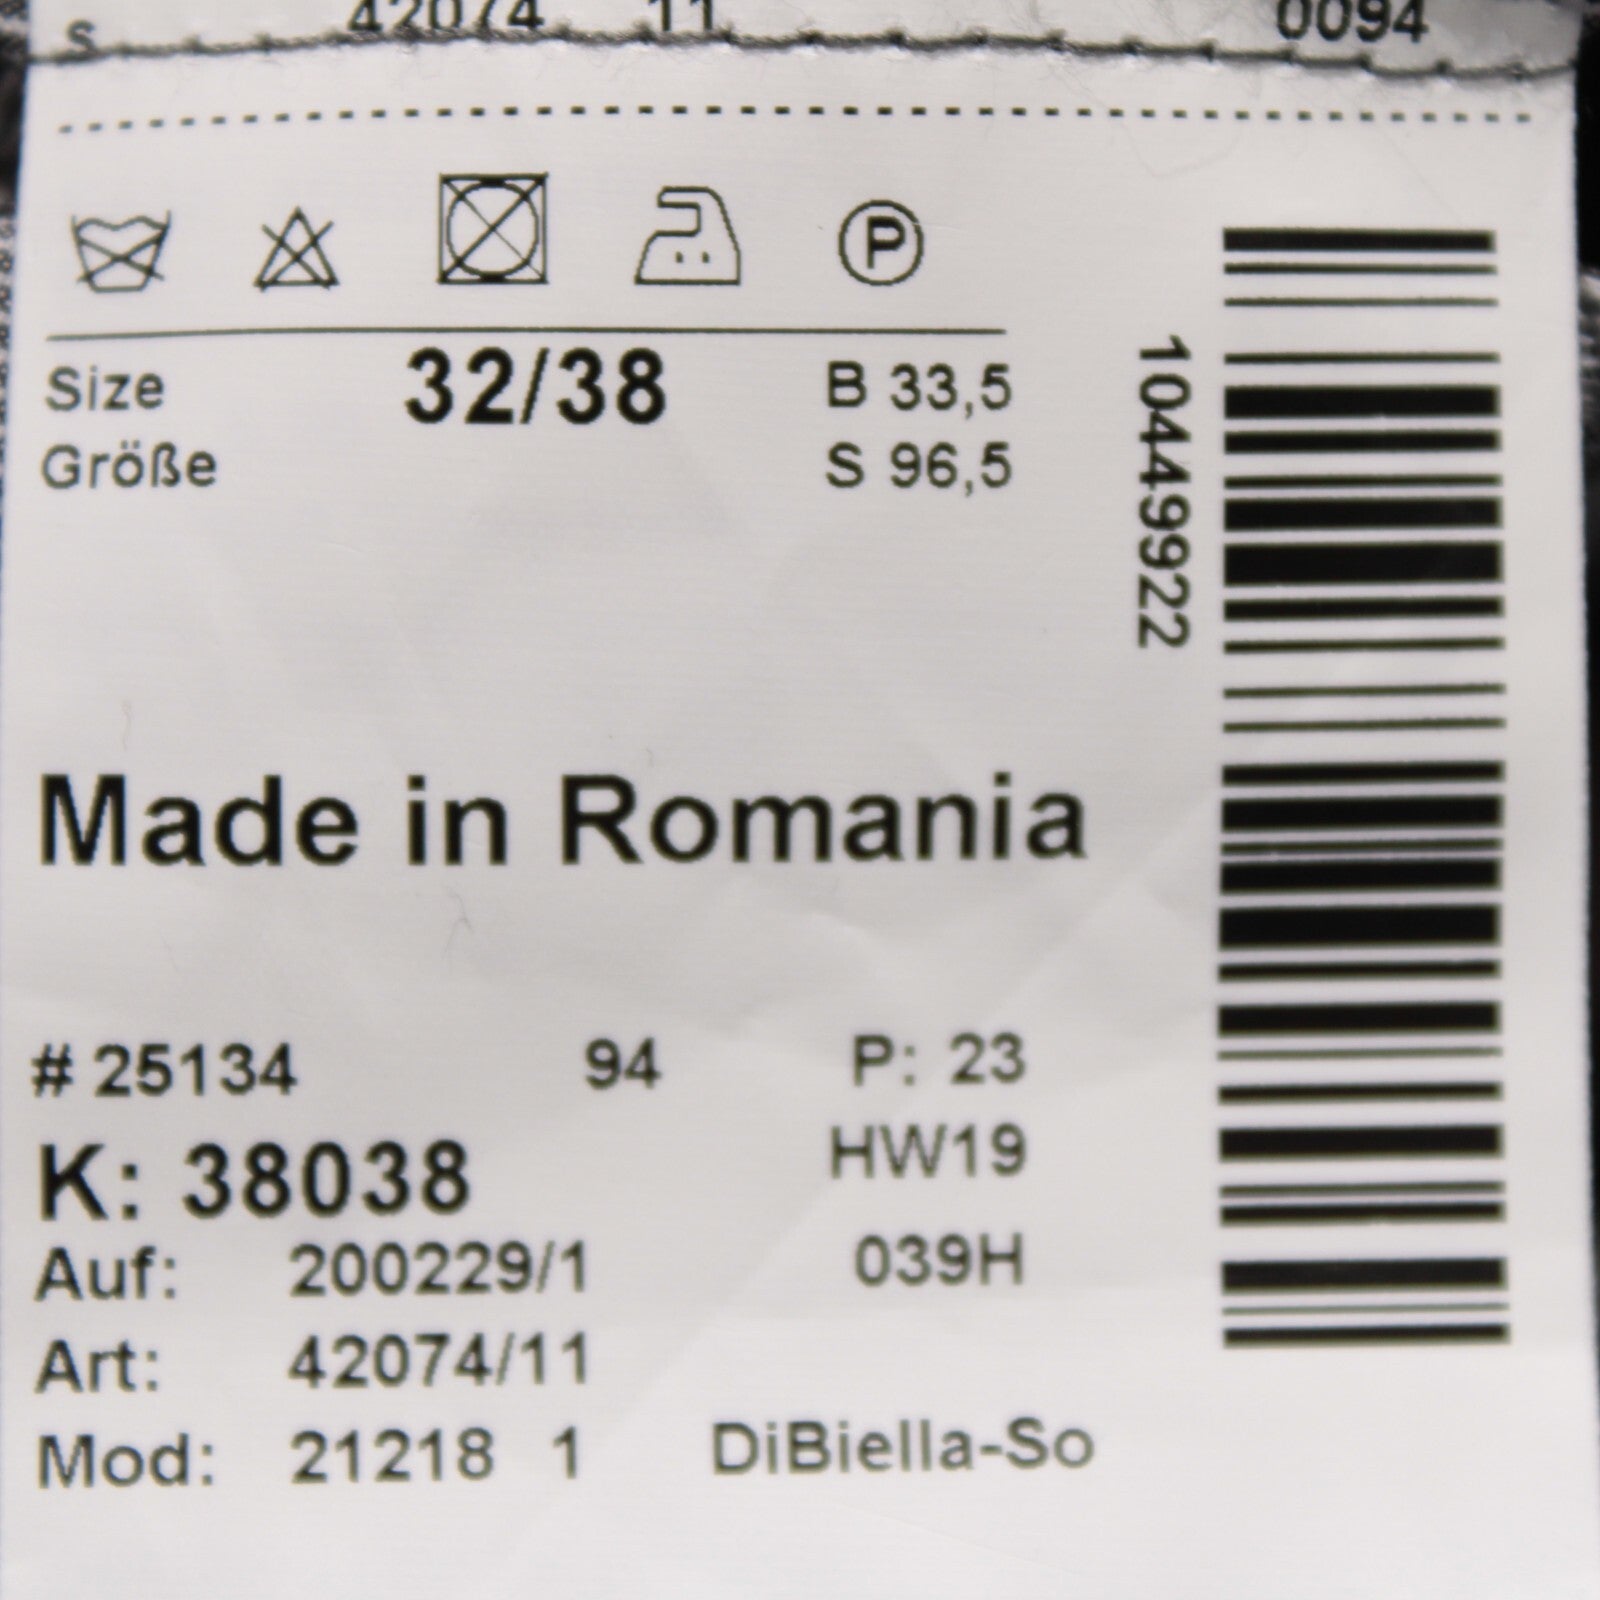 s 42074 11 0094
P
Size 32/38 B 33,5
Größe S 96,5
10449922
Made in Romania
# 25134 94 P: 23
K: 38038 HW19
Auf: 200229/1 039H
Art: 42074/11
Mod: 21218 1 DiBiella-So